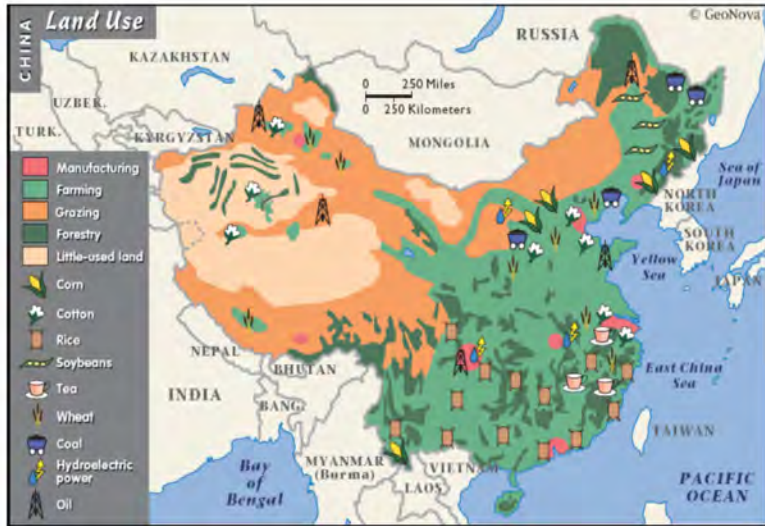 CHINA
Land Use
© GeoNova
RUSSIA
KAZAKHSTAN
0 250 Miles
0 250 Kilometers
UZBEK.
TURK.
KYRGYZSTAN
MONGOLIA
Manufacturing
Farming
Grazing
Forestry
Little-used land
Corn
Cotton
Rice
Soybeans
Tea
Wheat
Coal
Hydroelectric
power
Oil
Sea of
Japan
NORTH
KOREA
SOUTH
KOREA
Yellow
Sea
JAPAN
NEPAL
BHUTAN
INDIA
BANG.
East China
Sea
TAIWAN
MYANMAR
(Burma)
VIETNAM
LAOS
Bay
of
Bengal
PACIFIC
OCEAN